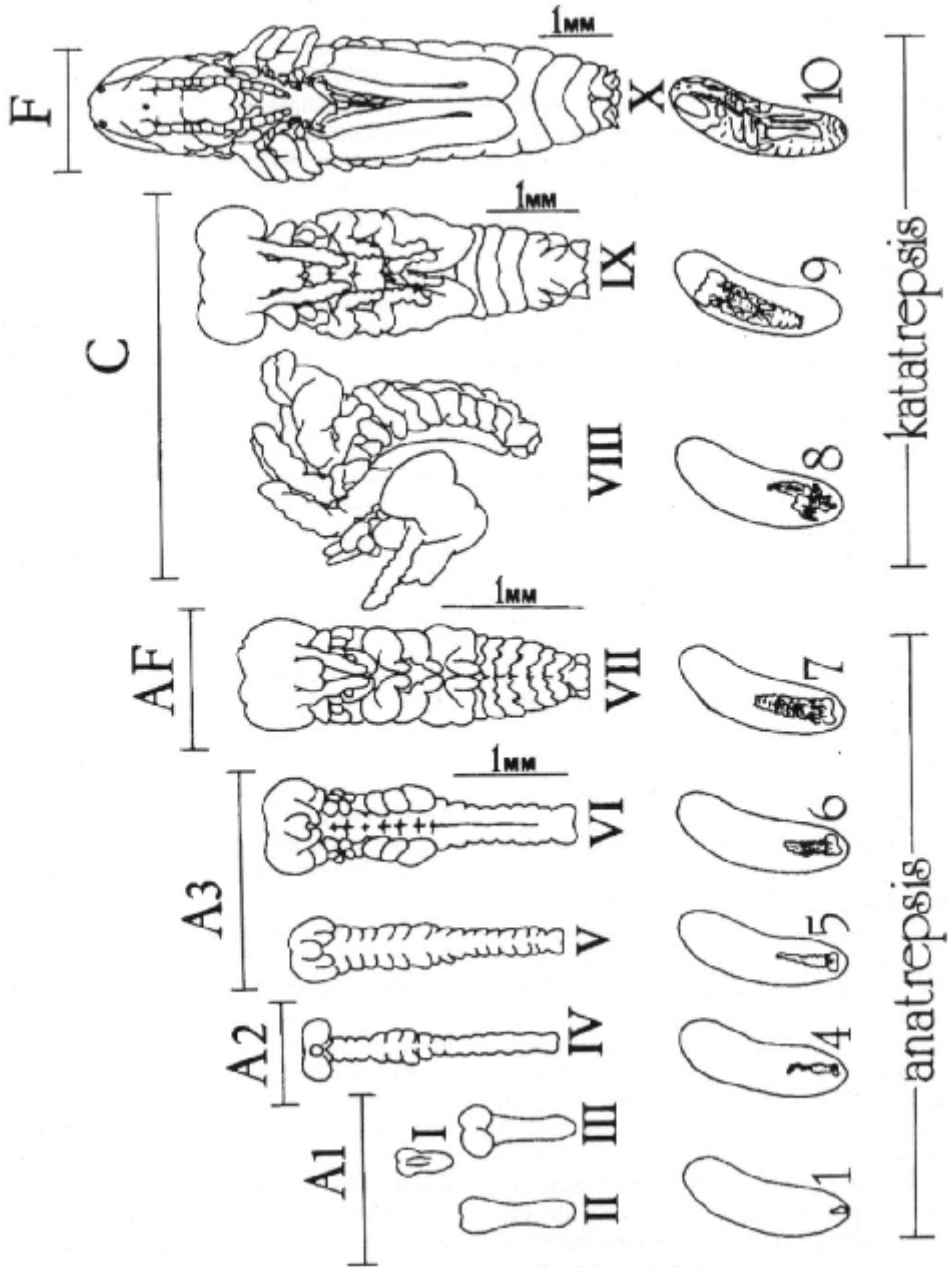 A1 A2 A3 AF C F
I
II III IV V VI VII VIII IX X
1мм 1мм 1мм 1мм
1 4 5 6 7 8 9 10
anatrepsis katatrepsis